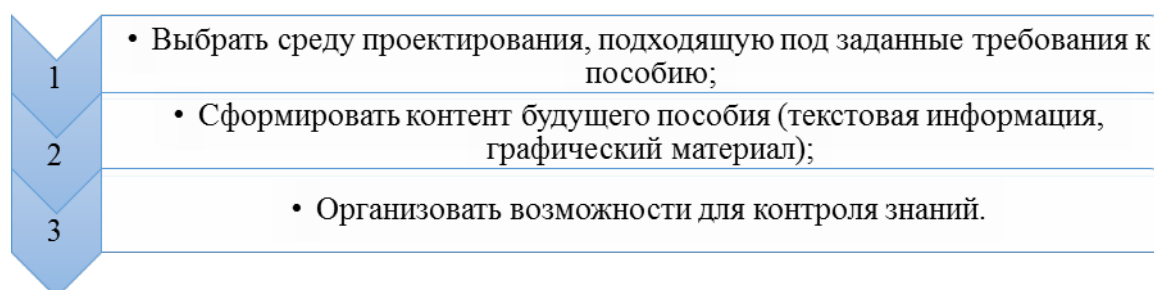 1
• Выбрать среду проектирования, подходящую под заданные требования к
пособию;
2
• Сформировать контент будущего пособия (текстовая информация,
графический материал);
3
• Организовать возможности для контроля знаний.